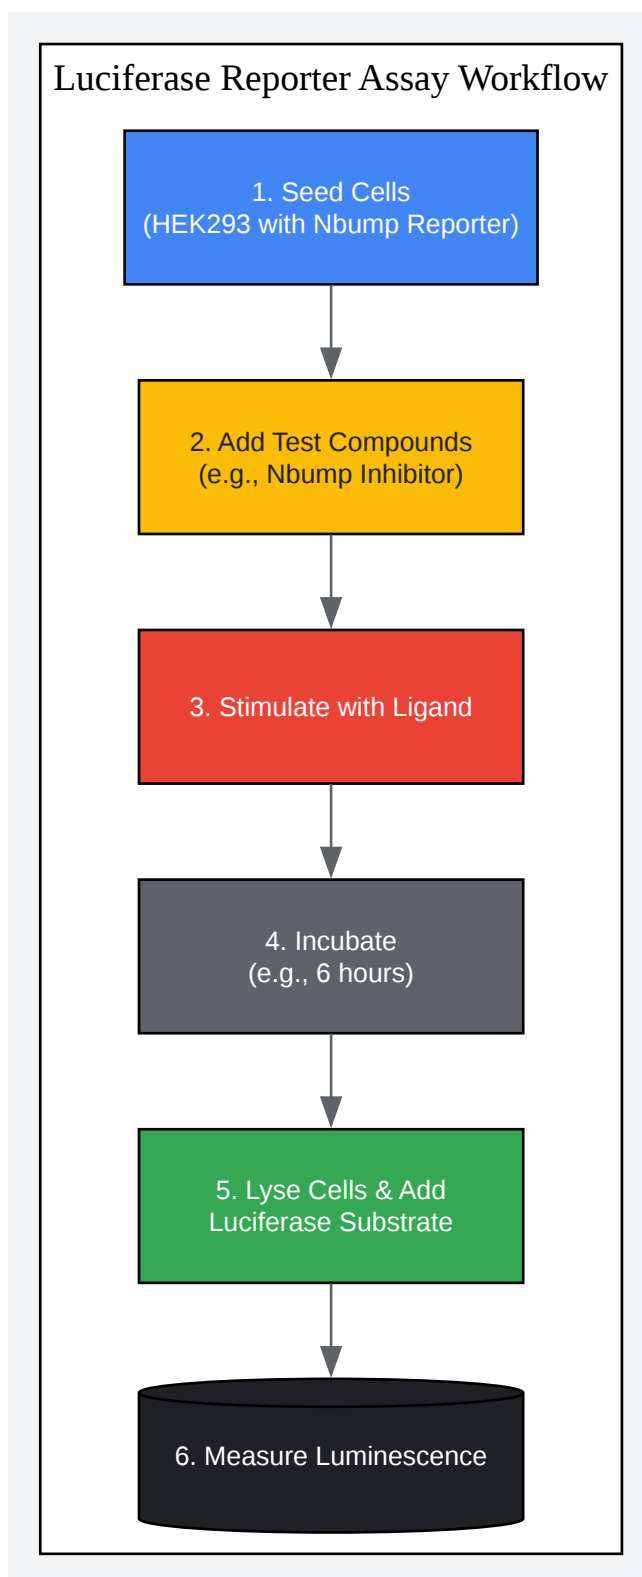 Luciferase Reporter Assay Workflow
1. Seed Cells
(HEK293 with Nbump Reporter)
2. Add Test Compounds
(e.g., Nbump Inhibitor)
3. Stimulate with Ligand
4. Incubate
(e.g., 6 hours)
5. Lyse Cells & Add
Luciferase Substrate
6. Measure Luminescence